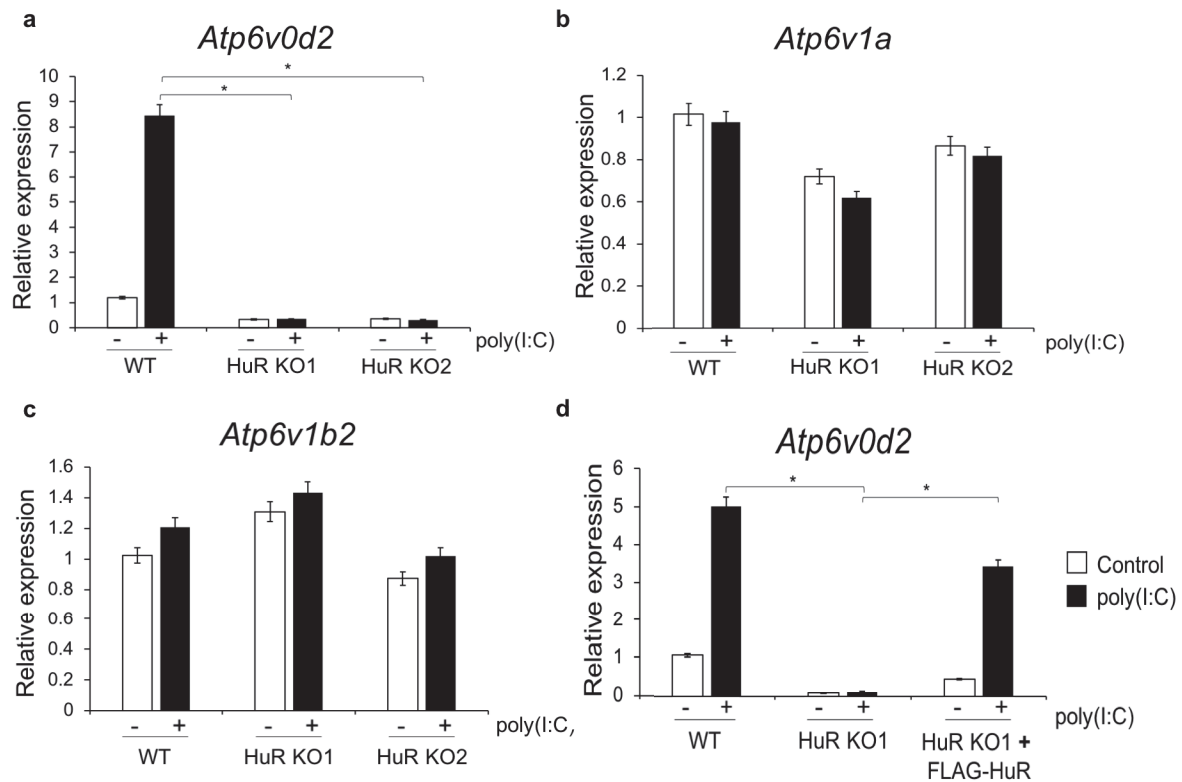 a
Atp6v0d2
Relative expression
10
9
8
7
6
5
4
3
2
1
0
*
*
- + - + - + poly(I:C)
WT HuR KO1 HuR KO2
b
Atp6v1a
Relative expression
1.2
1
0.8
0.6
0.4
0.2
0
- + - + - + poly(I:C)
WT HuR KO1 HuR KO2
c
Atp6v1b2
Relative expression
1.6
1.4
1.2
1
0.8
0.6
0.4
0.2
0
- + - + - + poly(I:C,
WT HuR KO1 HuR KO2
d
Atp6v0d2
Relative expression
6
5
4
3
2
1
0
*
*
- + - + - + poly(I:C)
WT HuR KO1 HuR KO1 +
FLAG-HuR
Control
poly(I:C)